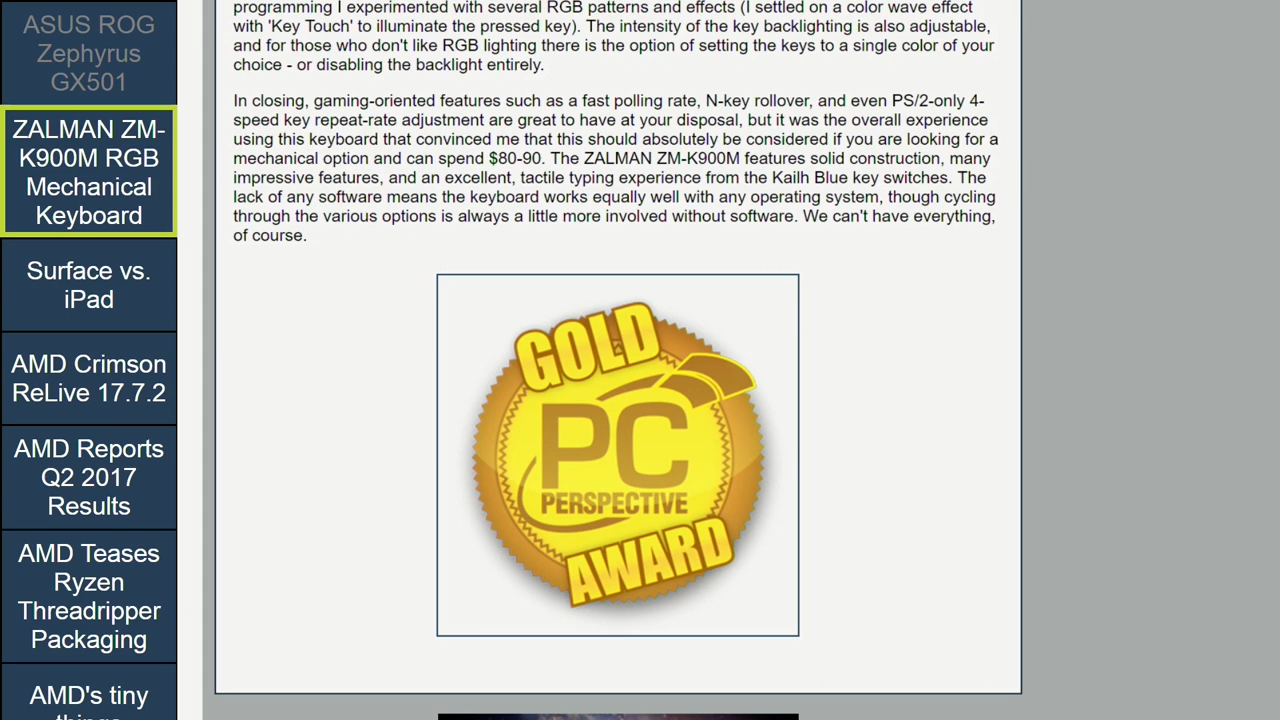 ASUS ROG
Zephyrus
GX501
ZALMAN ZM-
K900M RGB
Mechanical
Keyboard
Surface vs.
iPad
AMD Crimson
ReLive 17.7.2
AMD Reports
Q2 2017
Results
AMD Teases
Ryzen
Threadripper
Packaging
AMD's tiny
things
programming I experimented with several RGB patterns and effects (I settled on a color wave effect
with 'Key Touch' to illuminate the pressed key). The intensity of the key backlighting is also adjustable,
and for those who don't like RGB lighting there is the option of setting the keys to a single color of your
choice - or disabling the backlight entirely.
In closing, gaming-oriented features such as a fast polling rate, N-key rollover, and even PS/2-only 4-
speed key repeat-rate adjustment are great to have at your disposal, but it was the overall experience
using this keyboard that convinced me that this should absolutely be considered if you are looking for a
mechanical option and can spend $80-90. The ZALMAN ZM-K900M features solid construction, many
impressive features, and an excellent, tactile typing experience from the Kailh Blue key switches. The
lack of any software means the keyboard works equally well with any operating system, though cycling
through the various options is always a little more involved without software. We can't have everything,
of course.
GOLD
PC
PERSPECTIVE
AWARD